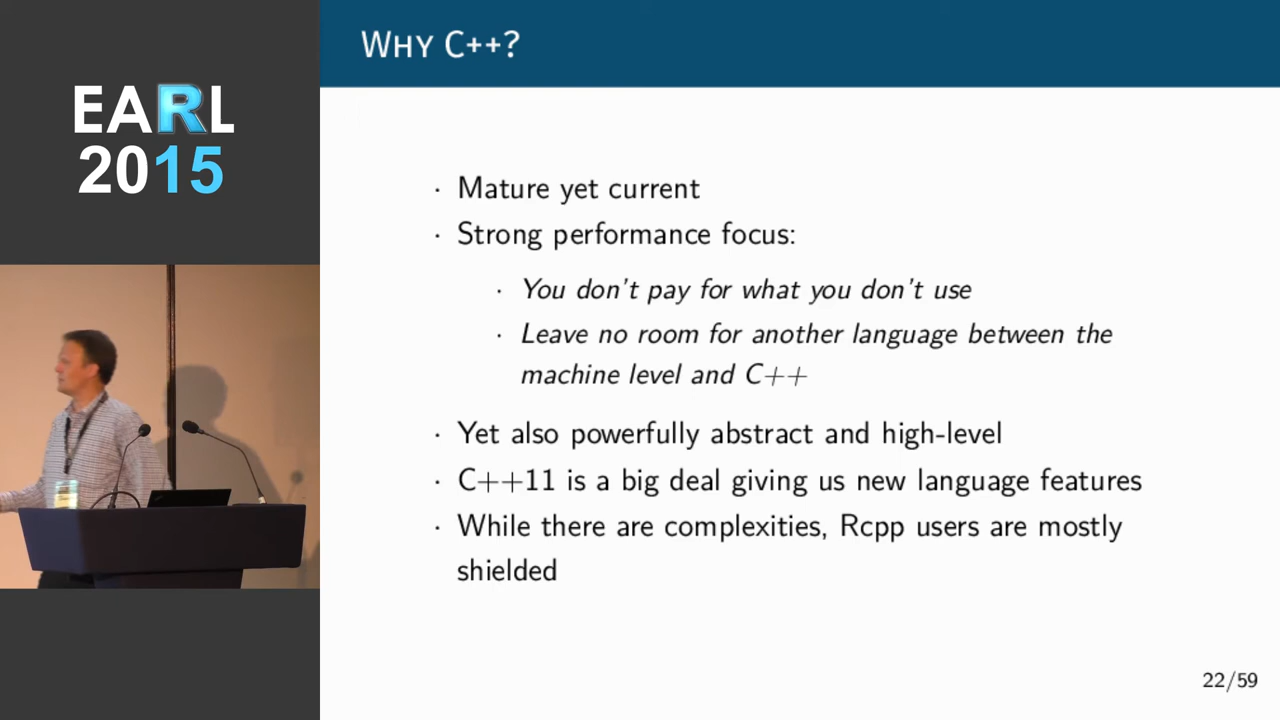 EARL
2015
WHY C++?
· Mature yet current
· Strong performance focus:
· You don't pay for what you don't use
· Leave no room for another language between the
machine level and C++
· Yet also powerfully abstract and high-level
· C++11 is a big deal giving us new language features
· While there are complexities, Rcpp users are mostly
shielded
22/59